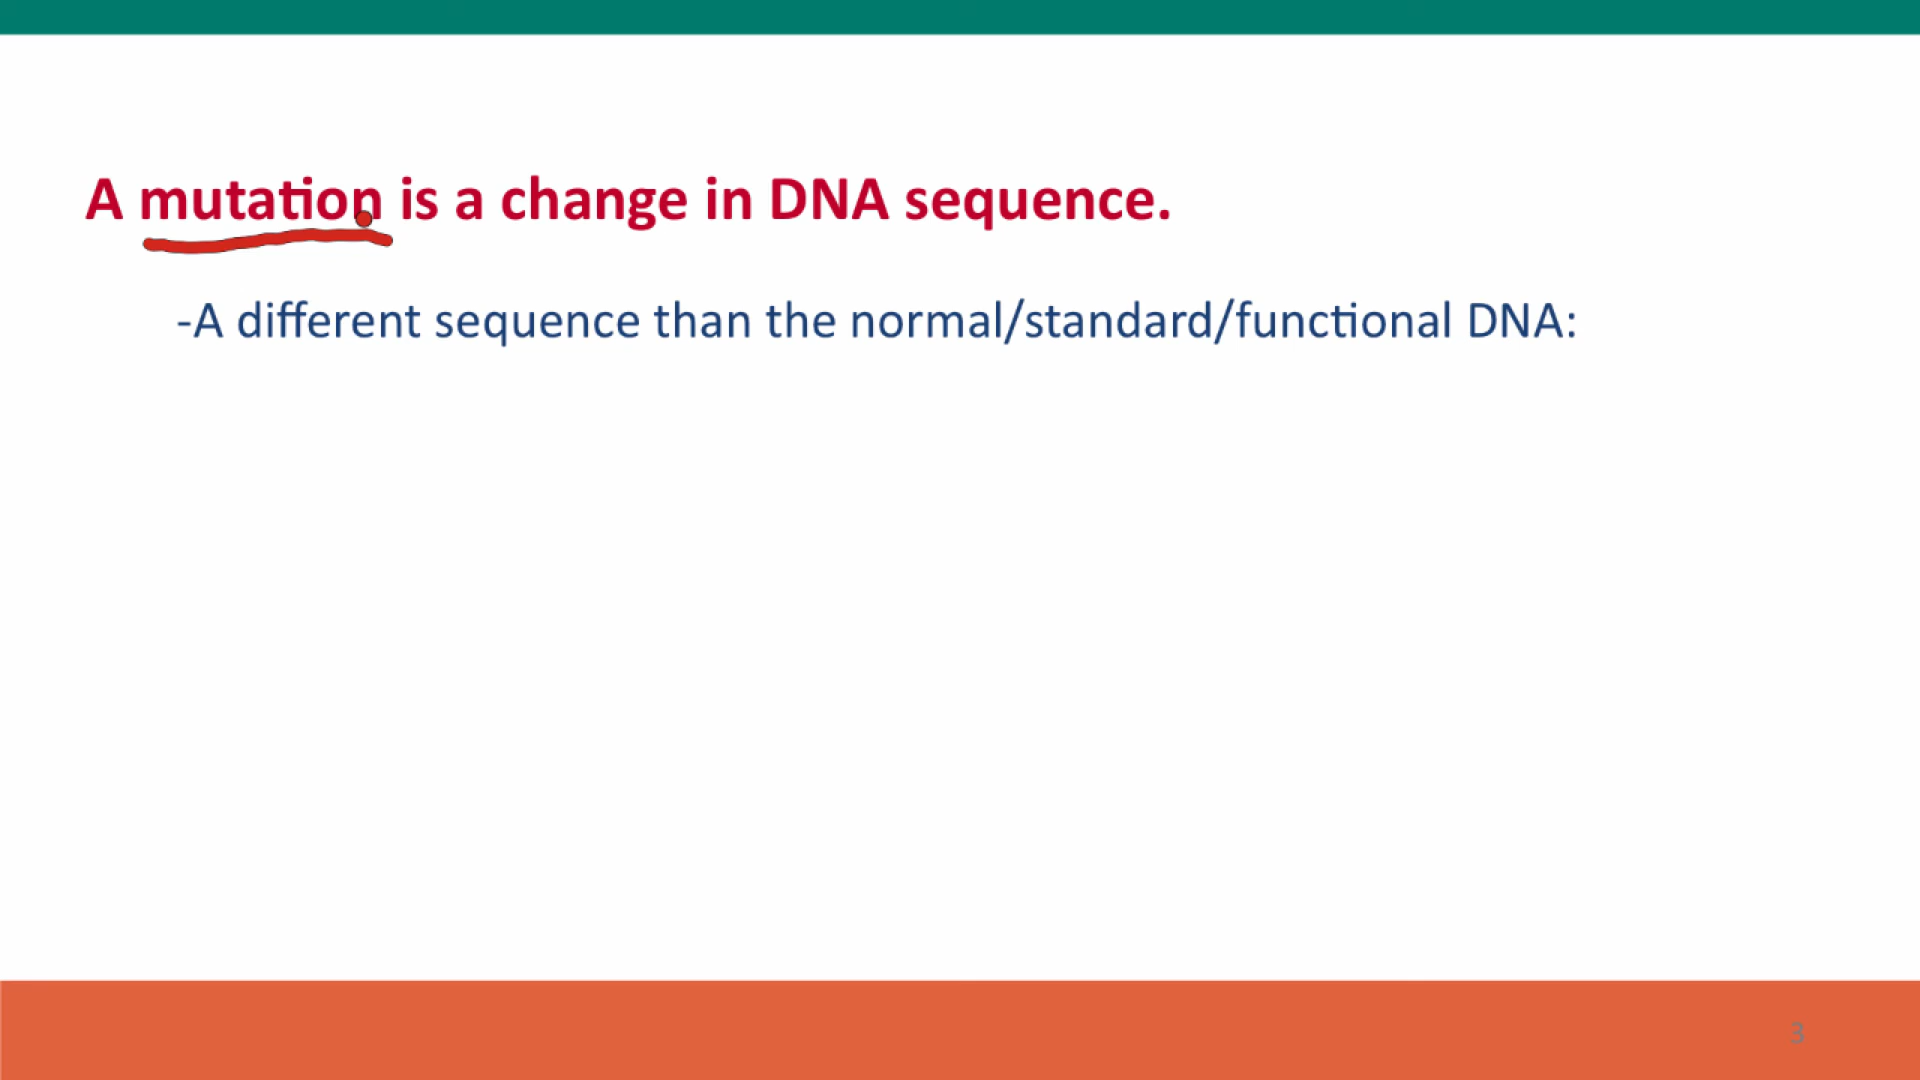 A mutation is a change in DNA sequence.
-A different sequence than the normal/standard/functional DNA:
3